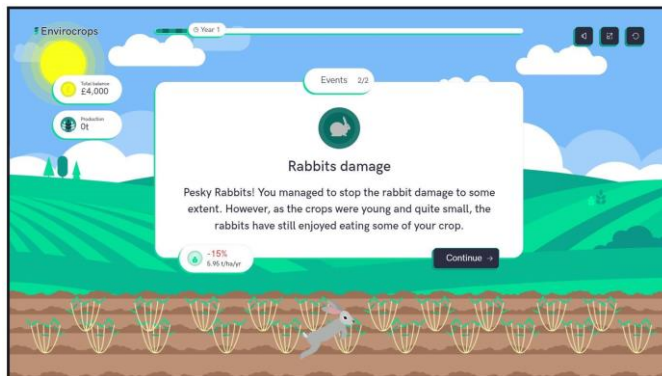 Envirocrops
Year 1
Total balance
£4,000
Production
0t
Events 2/2
Rabbits damage
Pesky Rabbits! You managed to stop the rabbit damage to some
extent. However, as the crops were young and quite small, the
rabbits have still enjoyed eating some of your crop.
-15%
5.95 t/ha/yr
Continue →